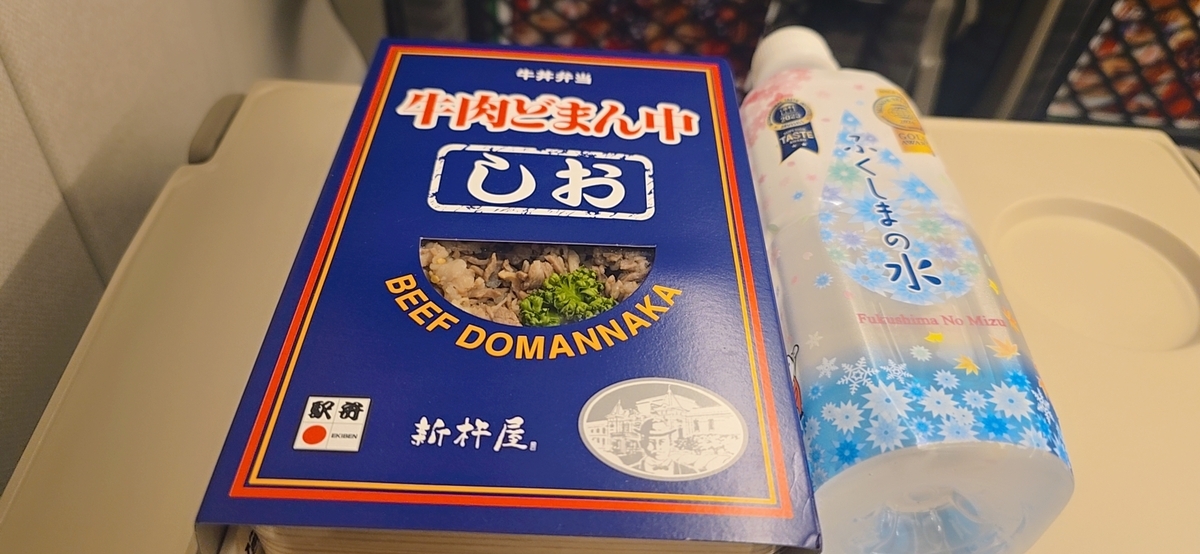 牛丼弁当
牛肉どまん中
しお
BEEF DOMANNAKA
駅弁
EKIBEN
新杵屋
TASTE
ふくしまの水
Fukushima No Mizu